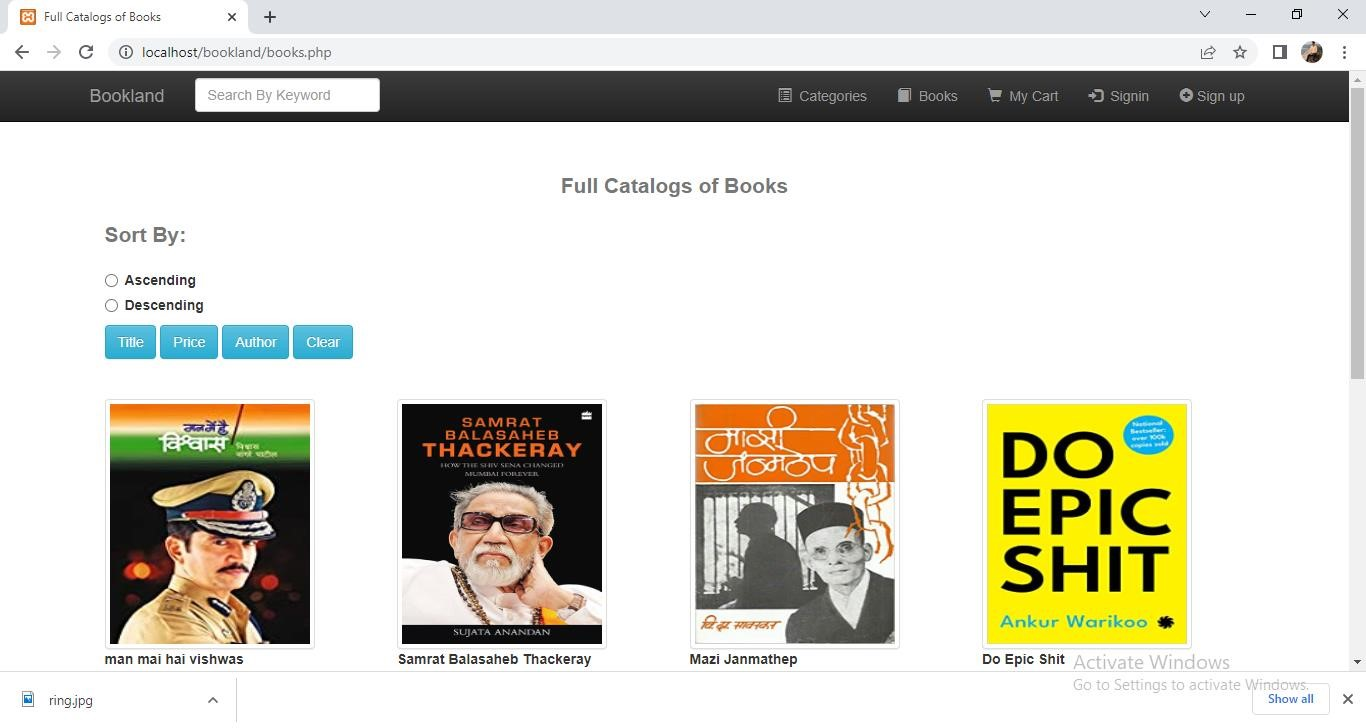 Full Catalogs of Books
localhost/bookland/books.php
Bookland
Search By Keyword
Categories
Books
My Cart
Signin
Sign up
Full Catalogs of Books
Sort By:
Ascending
Descending
Title
Price
Author
Clear
मन में है
विश्वास
विश्वास
नांगरे पाटील
SAMRAT
BALASAHEB
THACKERAY
HOW THE SHIV SENA CHANGED
MUMBAI FOREVER
SUJATA ANANDAN
माझी
जन्मठेप
वि. दा. सावरकर
National
Bestseller:
over 100k
copies sold
DO
EPIC
SHIT
Ankur Warikoo
man mai hai vishwas
Samrat Balasaheb Thackeray
Mazi Janmathep
Do Epic Shit
Activate Windows
Go to Settings to activate Windows.
ring.jpg
Show all